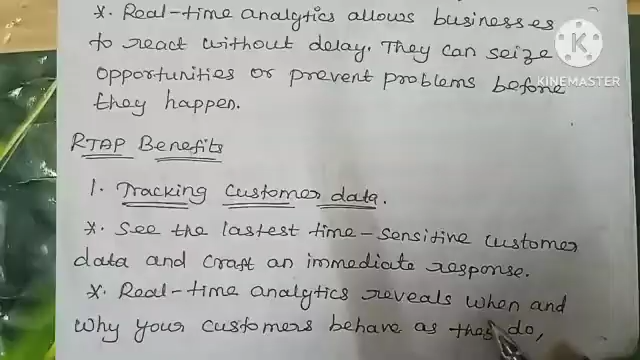 *. Real-time analytics allows businesses
to react without delay. They can seize
opportunities or prevent problems before
they happen.
KINEMASTER
RTAP Benefits
1. Tracking customer data.
*. See the lastest time-sensitive customer
data and craft an immediate response.
*. Real-time analytics reveals when and
why your customers behave as they do,